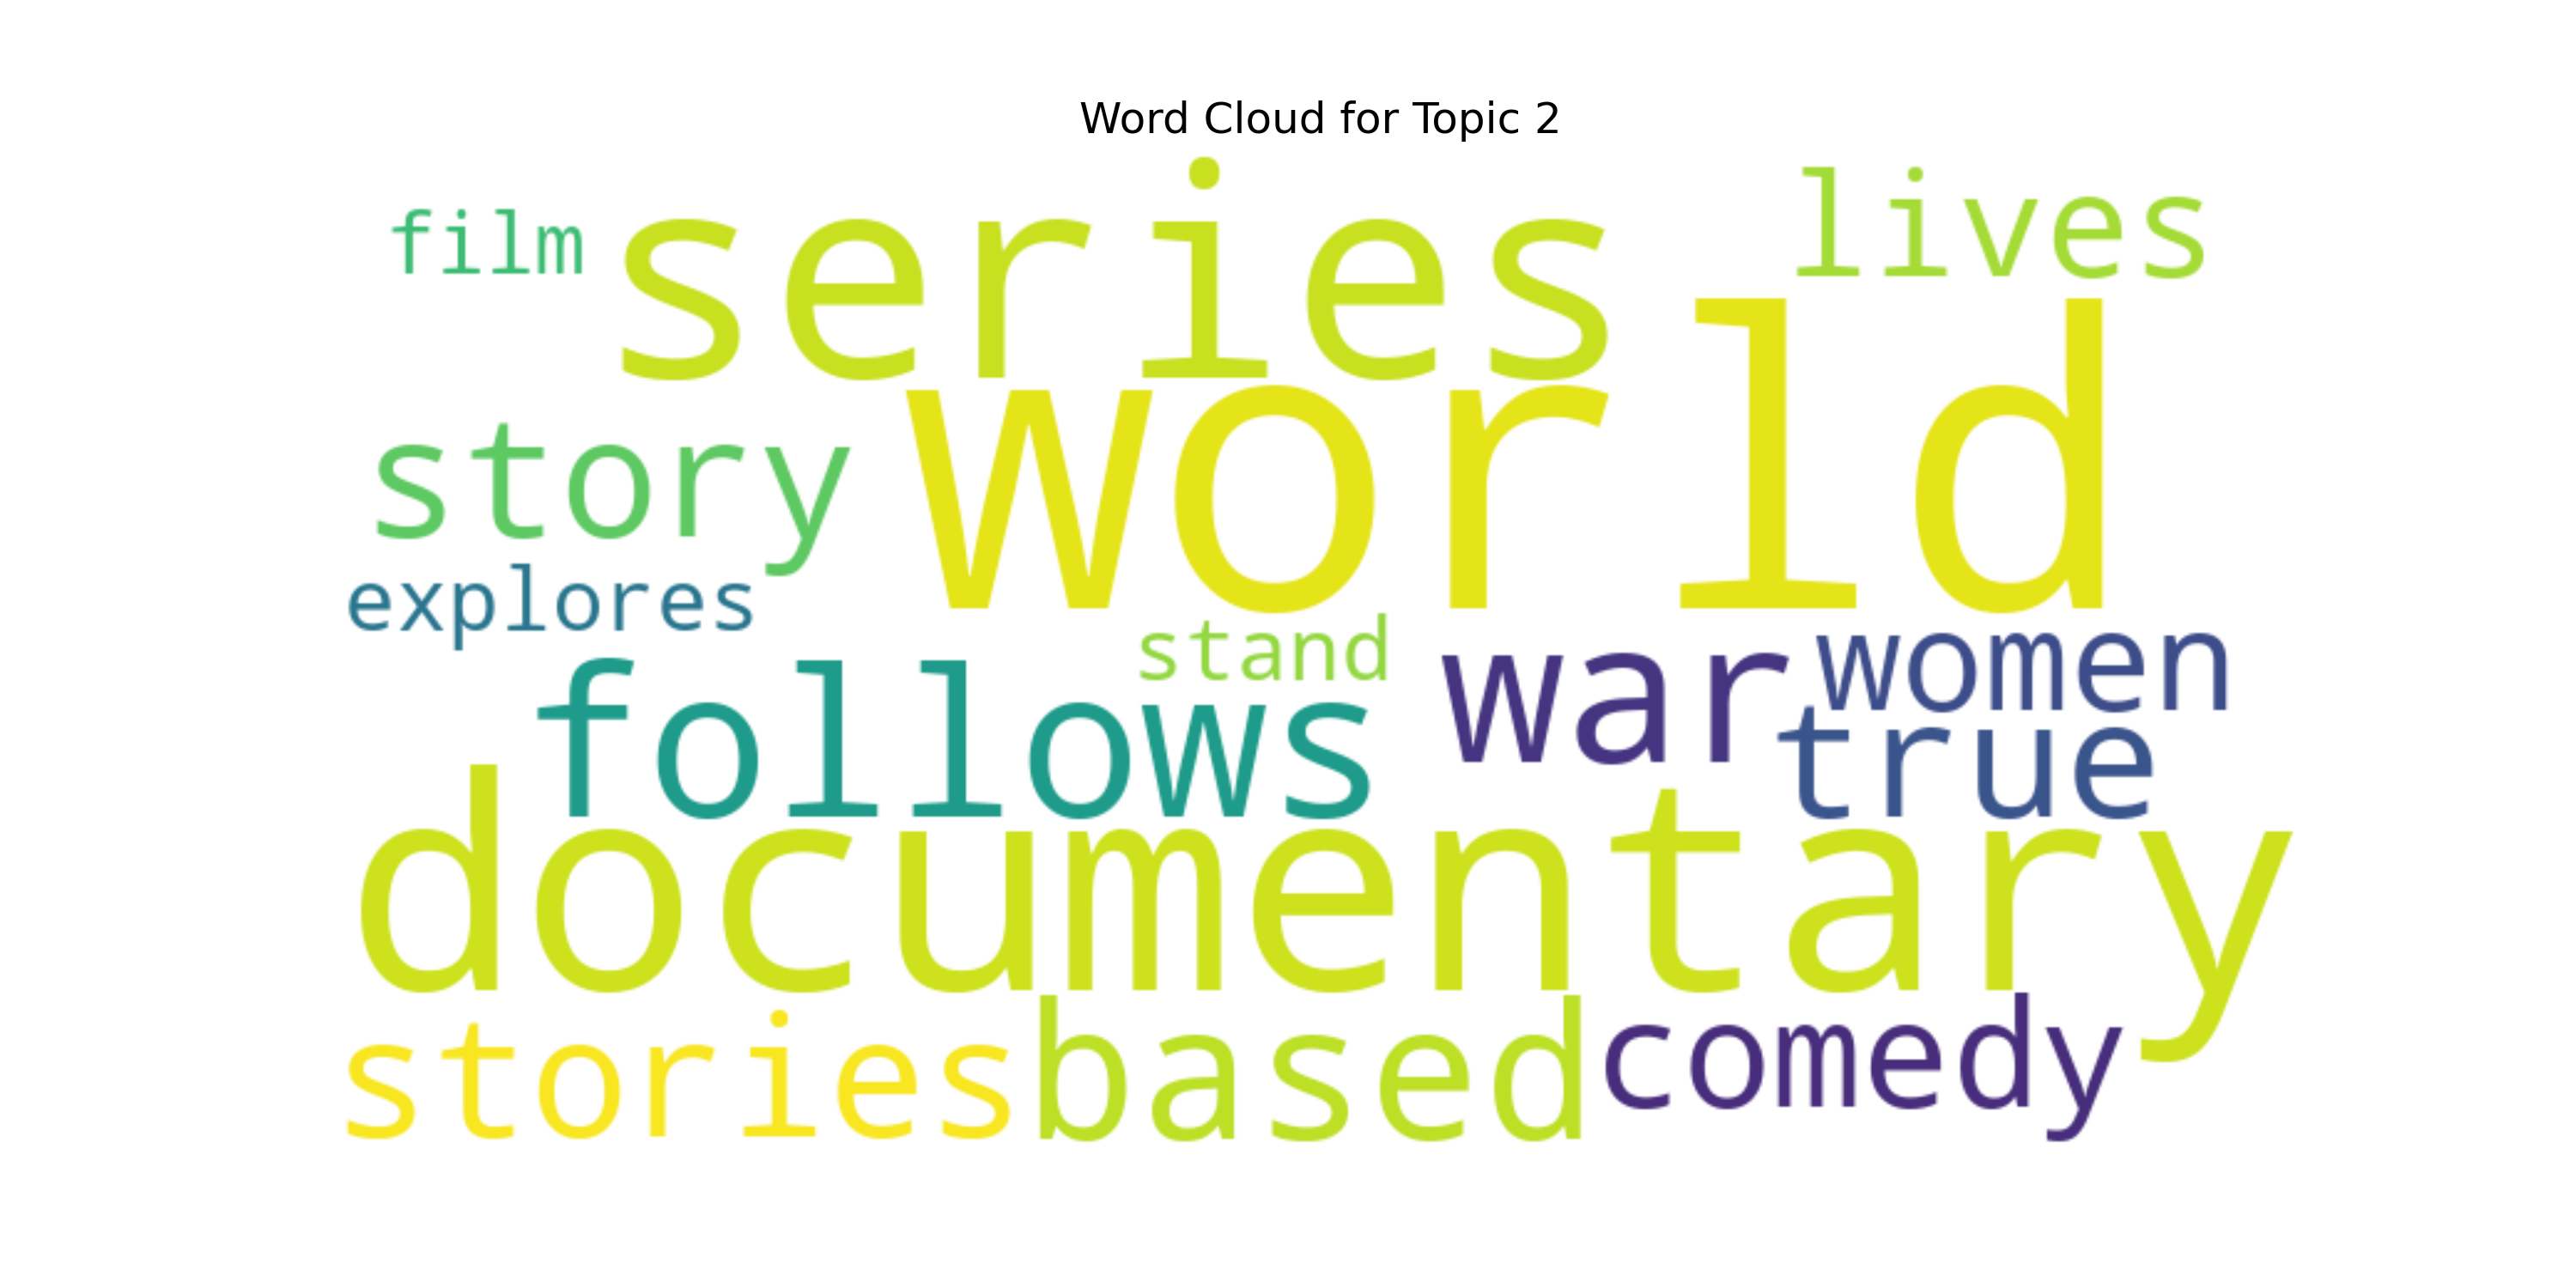 Word Cloud for Topic 2
film series lives
story world
explores
stand
follows war women
true
documentary
stories based comedy